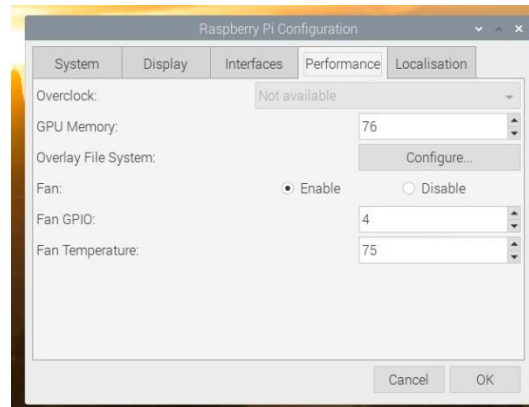 Raspberry Pi Configuration
System Display Interfaces Performance Localisation
Overclock: Not available
GPU Memory: 76
Overlay File System: Configure...
Fan: Enable Disable
Fan GPIO: 4
Fan Temperature: 75
Cancel OK